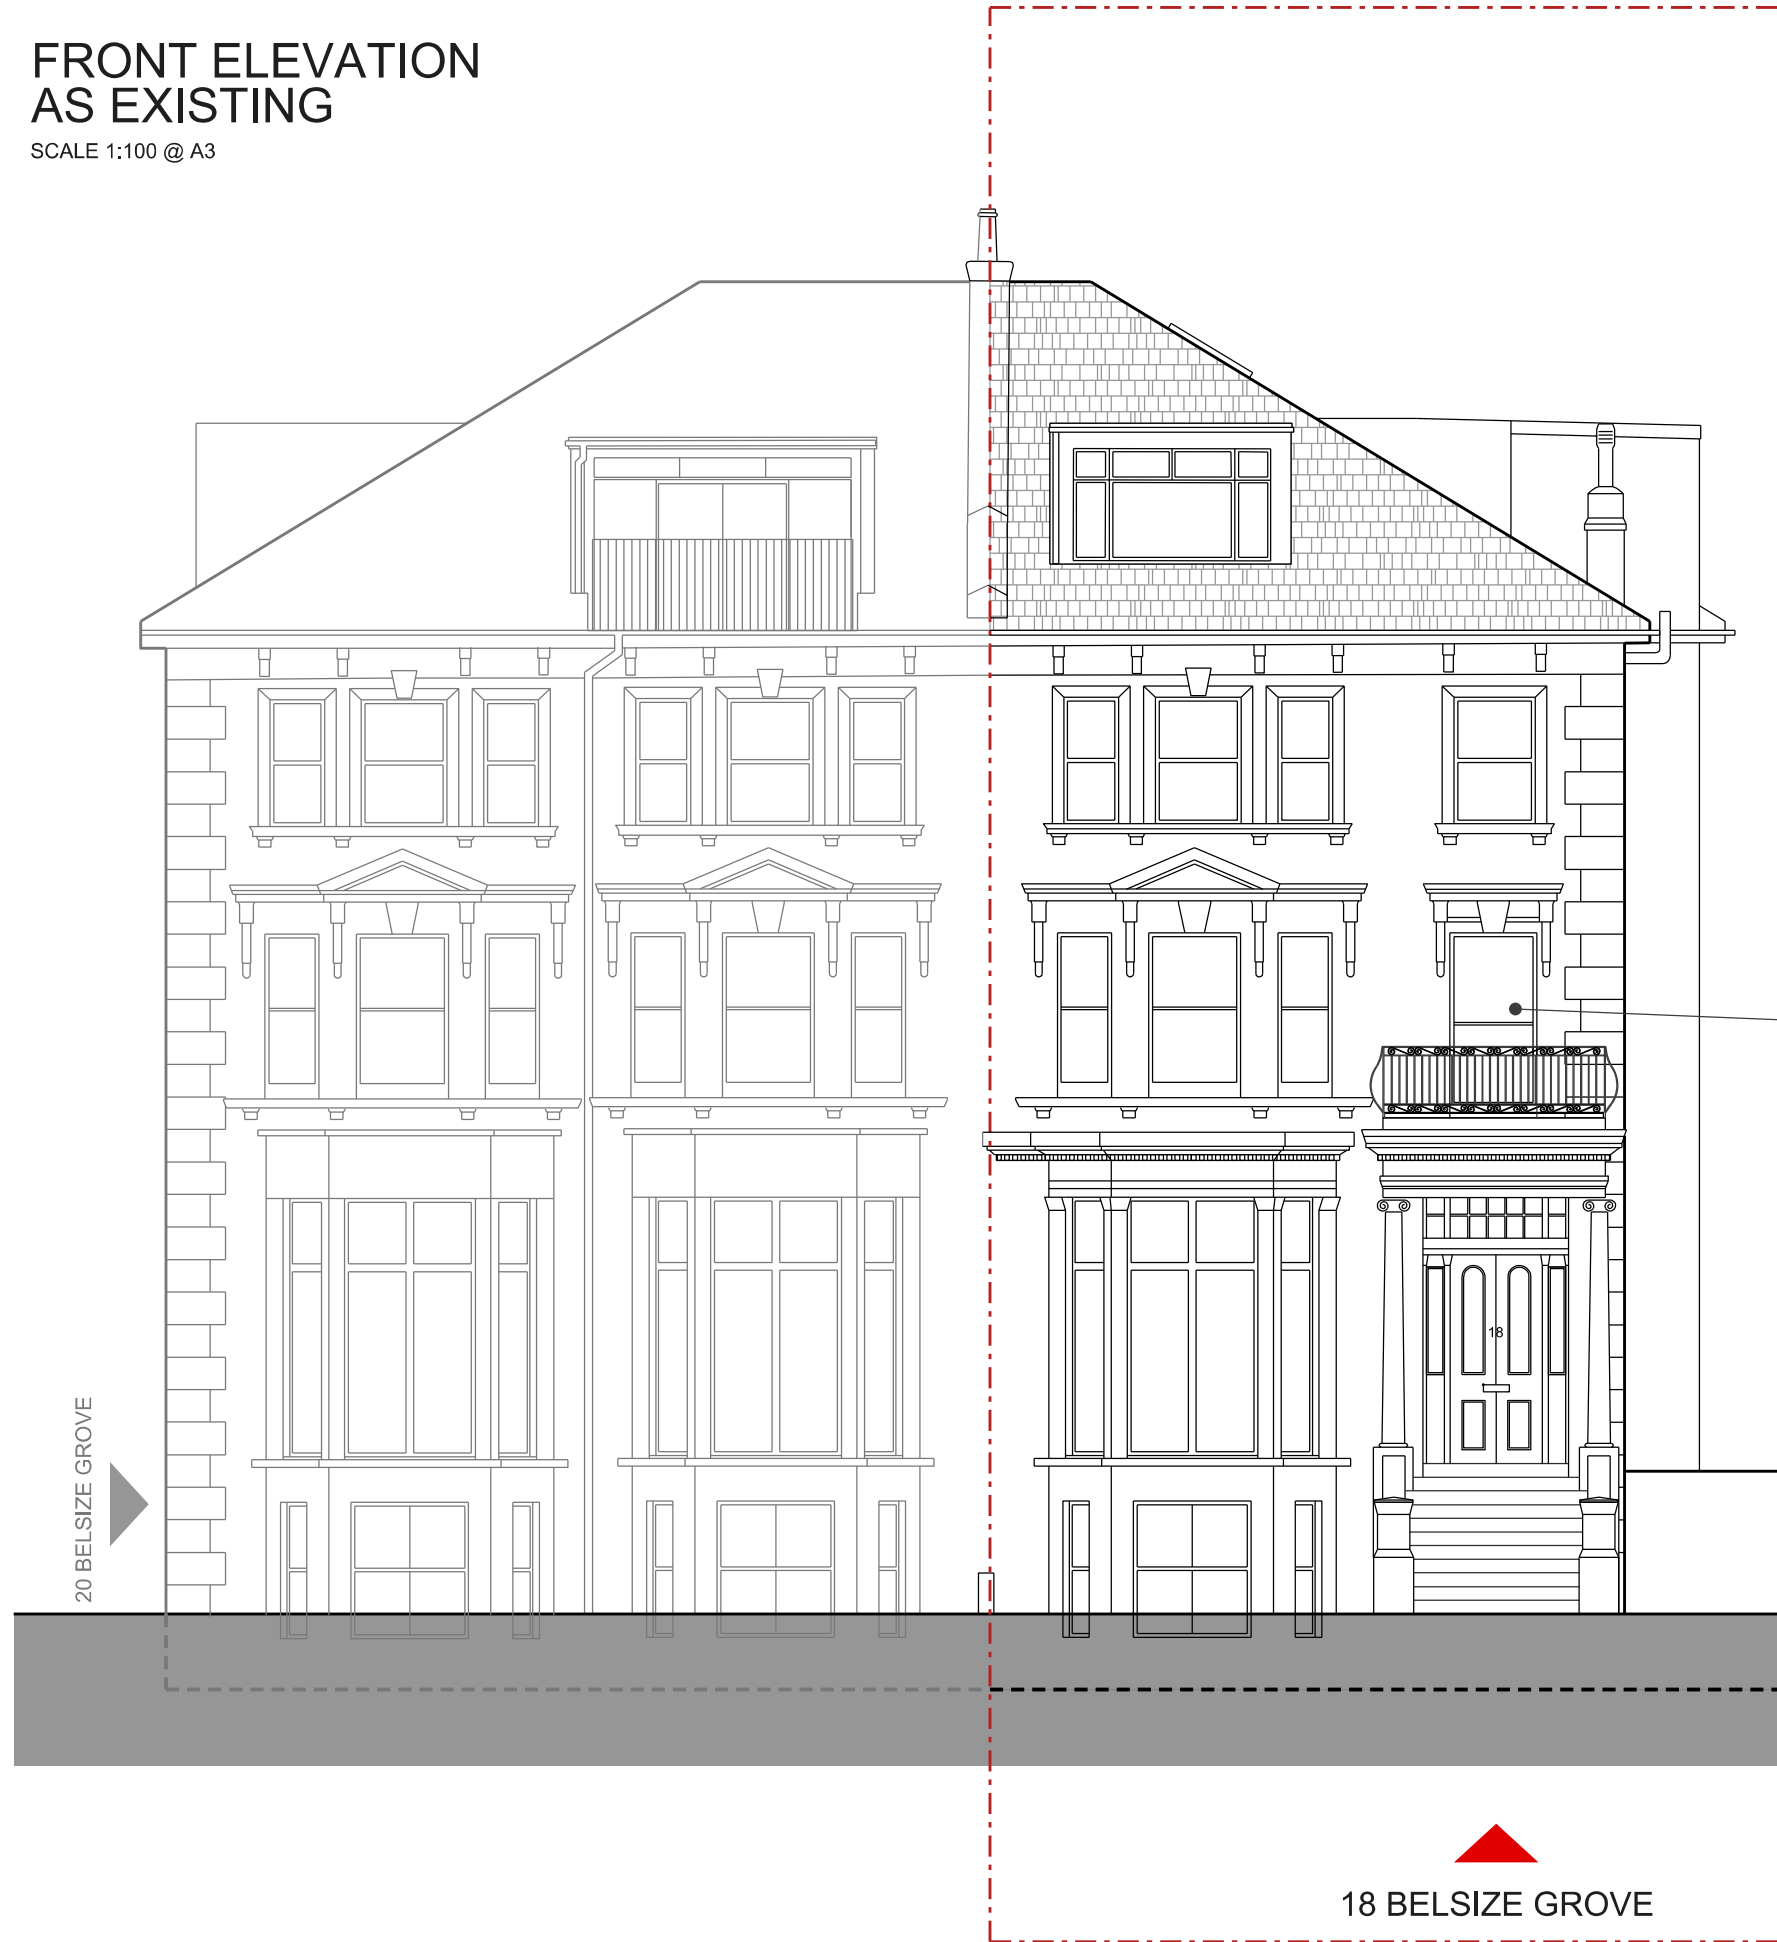 FRONT ELEVATION
AS EXISTING
SCALE 1:100 @ A3
18
20 BELSIZE GROVE
18 BELSIZE GROVE